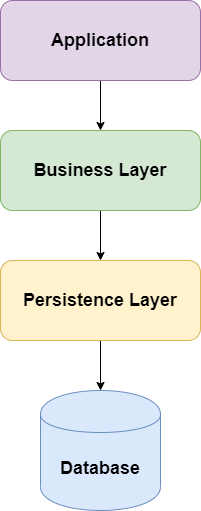 Application
Business Layer
Persistence Layer
Database